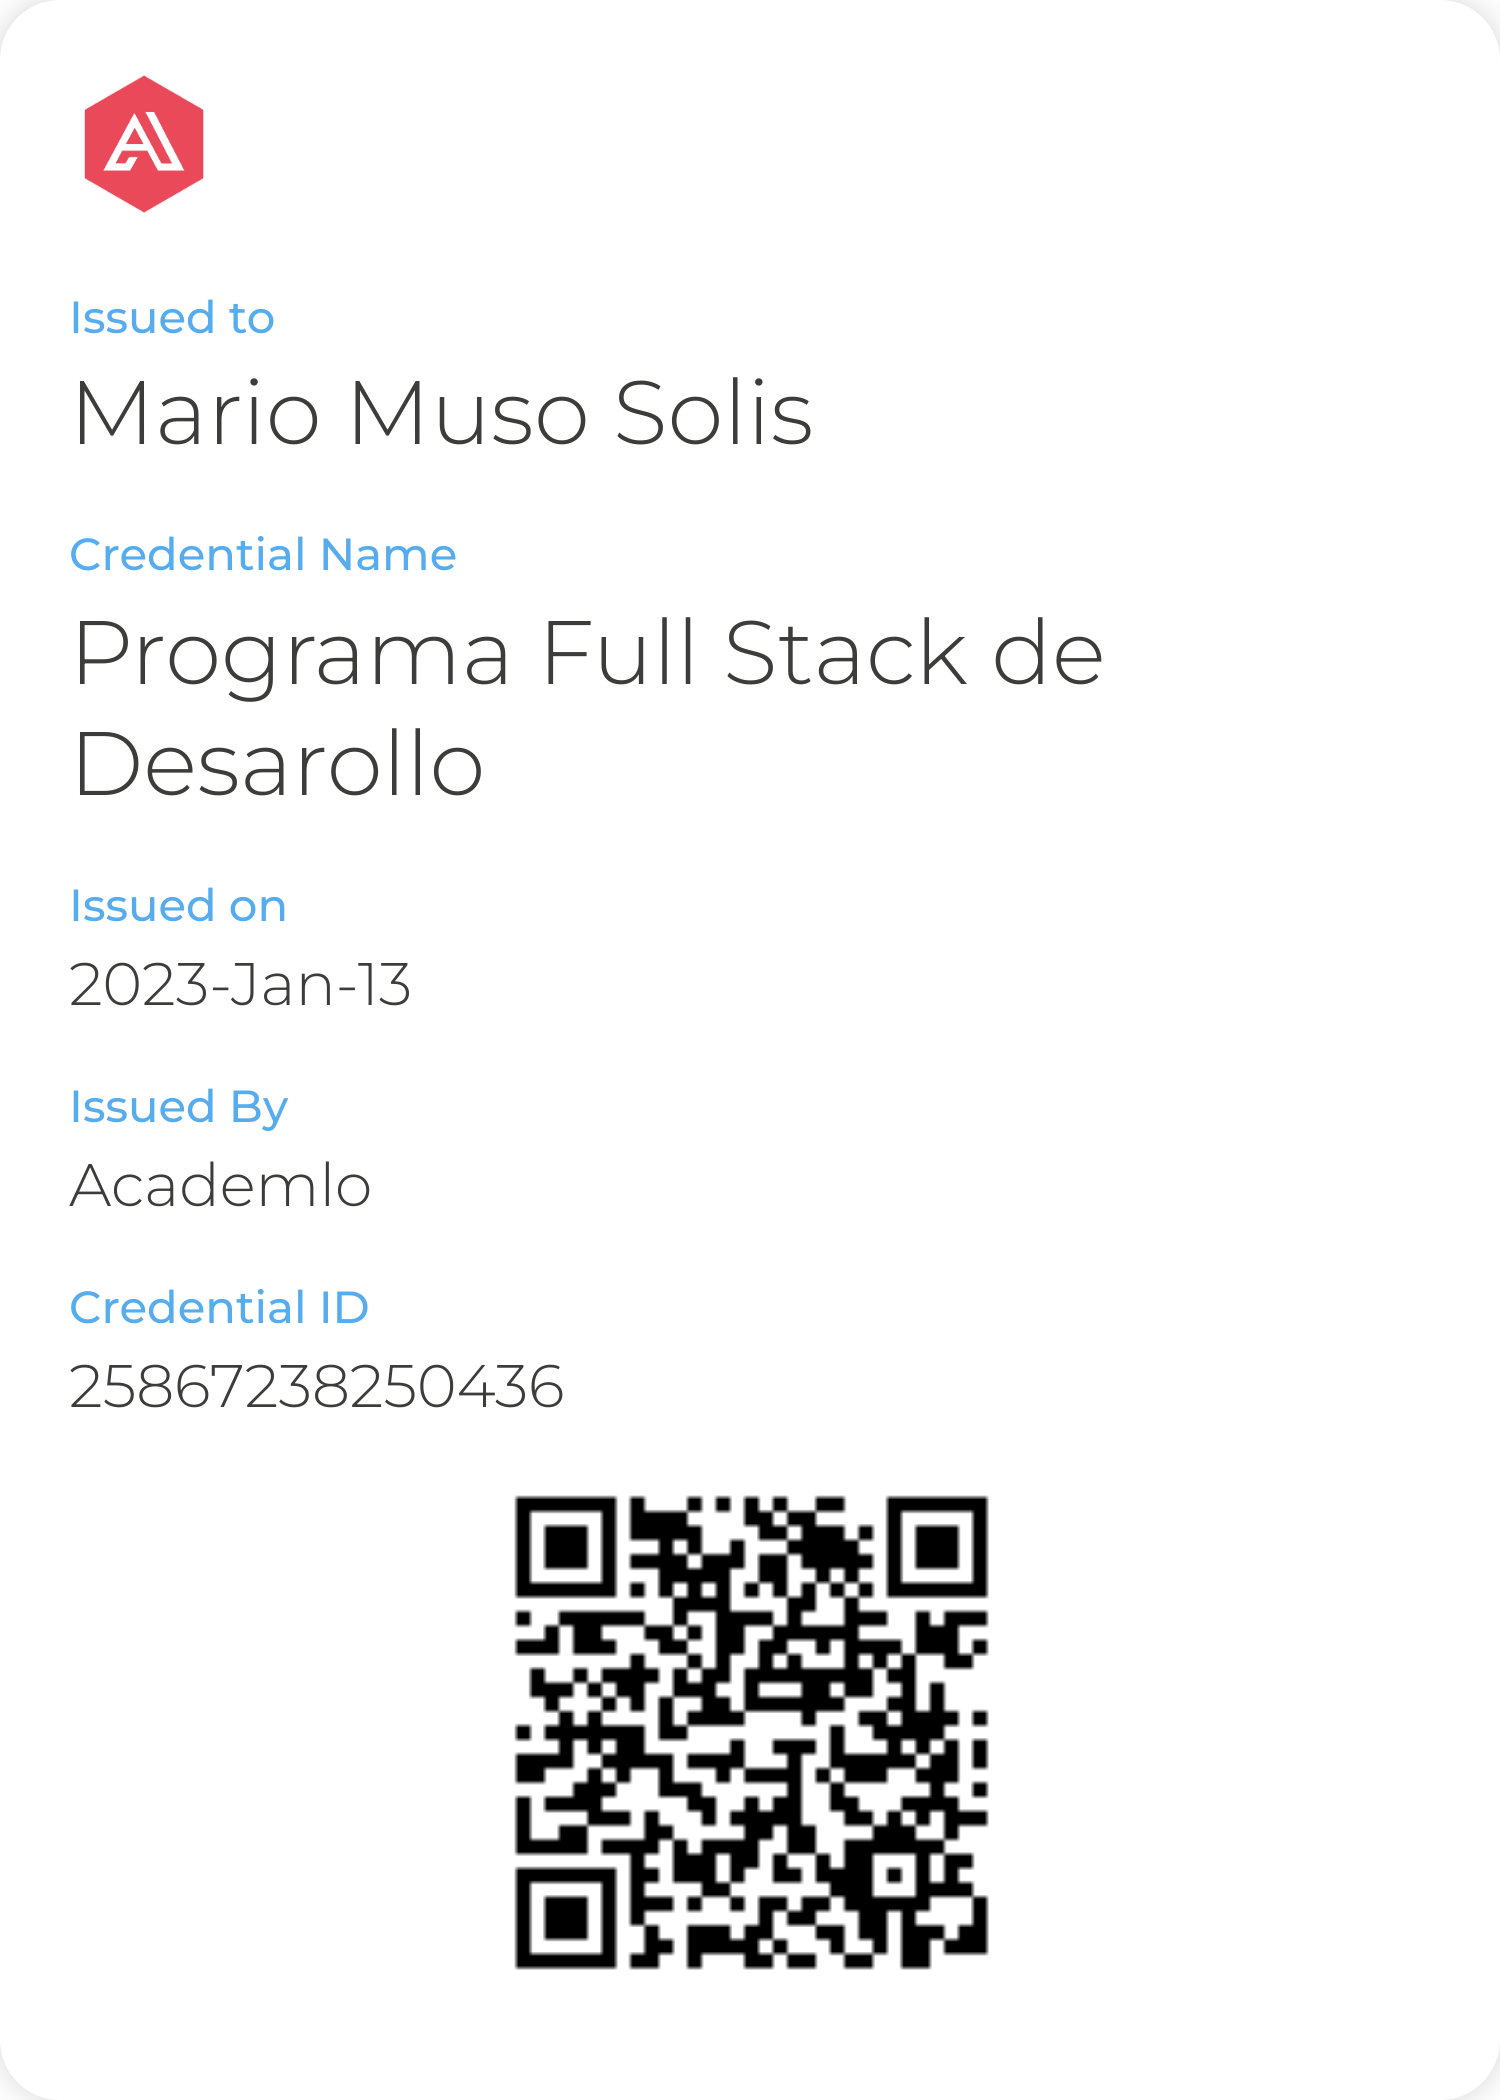 Issued to
Mario Muso Solis
Credential Name
Programa Full Stack de
Desarollo
Issued on
2023-Jan-13
Issued By
Academlo
Credential ID
25867238250436